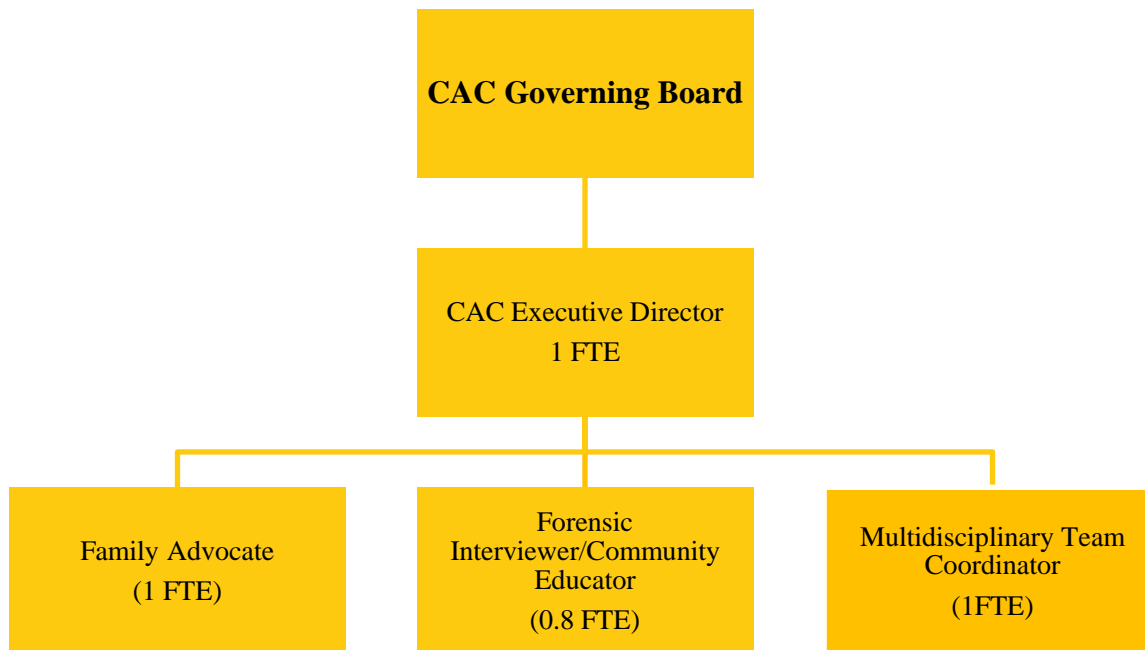 CAC Governing Board
CAC Executive Director
1 FTE
Family Advocate
(1 FTE)
Forensic
Interviewer/Community
Educator
(0.8 FTE)
Multidisciplinary Team
Coordinator
(1FTE)